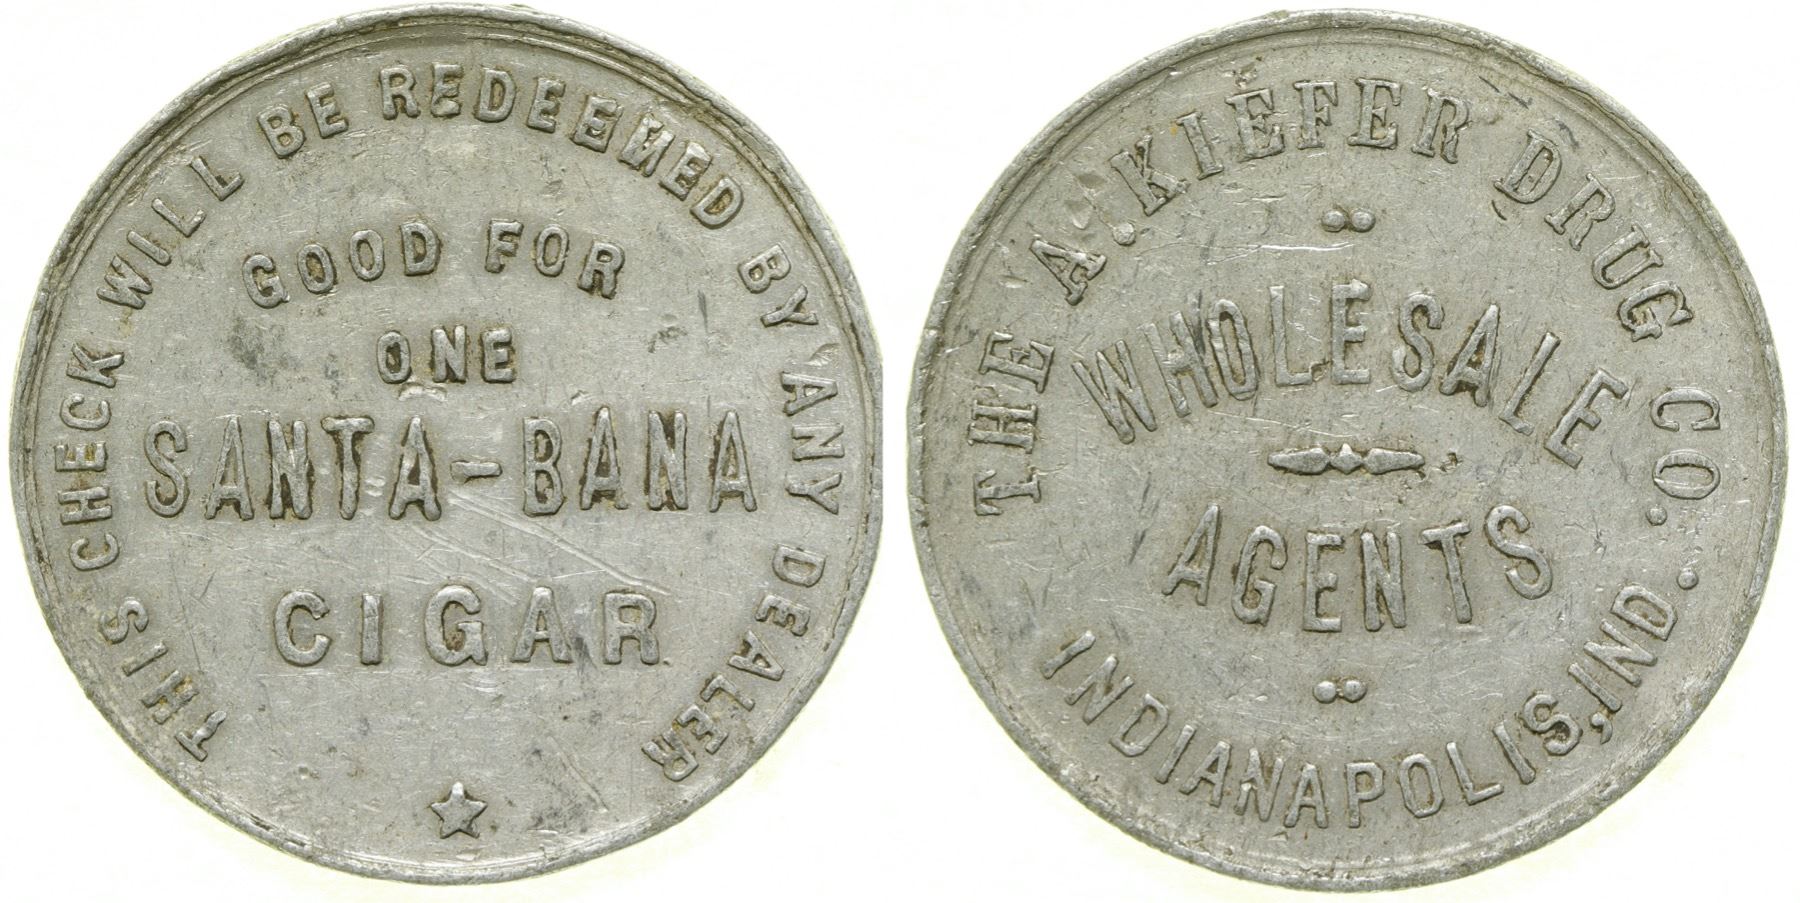 THIS CHECK WILL BE REDEEMED BY ANY DEALER
GOOD FOR
ONE
SANTA-BANA
CIGAR
THE A. KIEFER DRUG CO.
WHOLESALE
AGENTS
INDIANAPOLIS, IND.